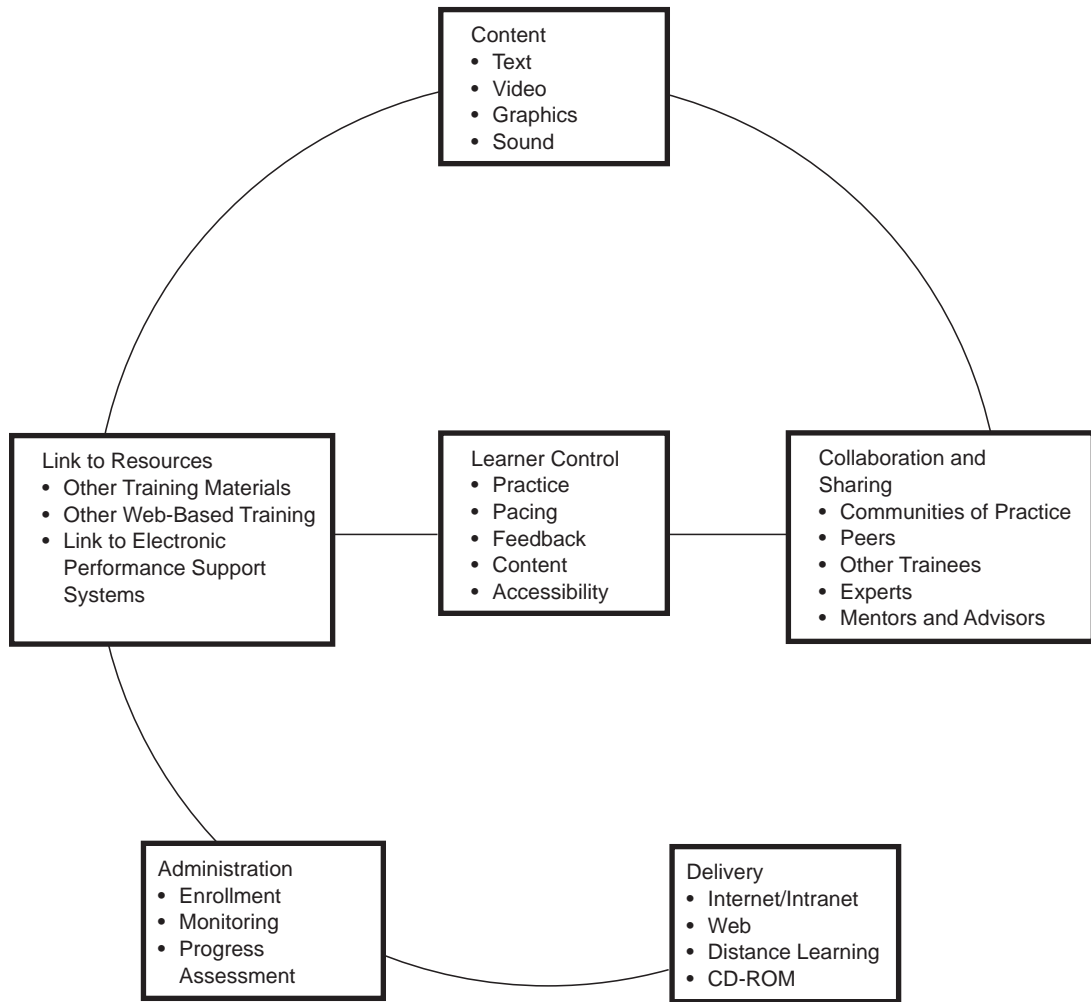 Content
• Text
• Video
• Graphics
• Sound
Link to Resources
• Other Training Materials
• Other Web-Based Training
• Link to Electronic
Performance Support
Systems
Learner Control
• Practice
• Pacing
• Feedback
• Content
• Accessibility
Collaboration and
Sharing
• Communities of Practice
• Peers
• Other Trainees
• Experts
• Mentors and Advisors
Administration
• Enrollment
• Monitoring
• Progress
Assessment
Delivery
• Internet/Intranet
• Web
• Distance Learning
• CD-ROM